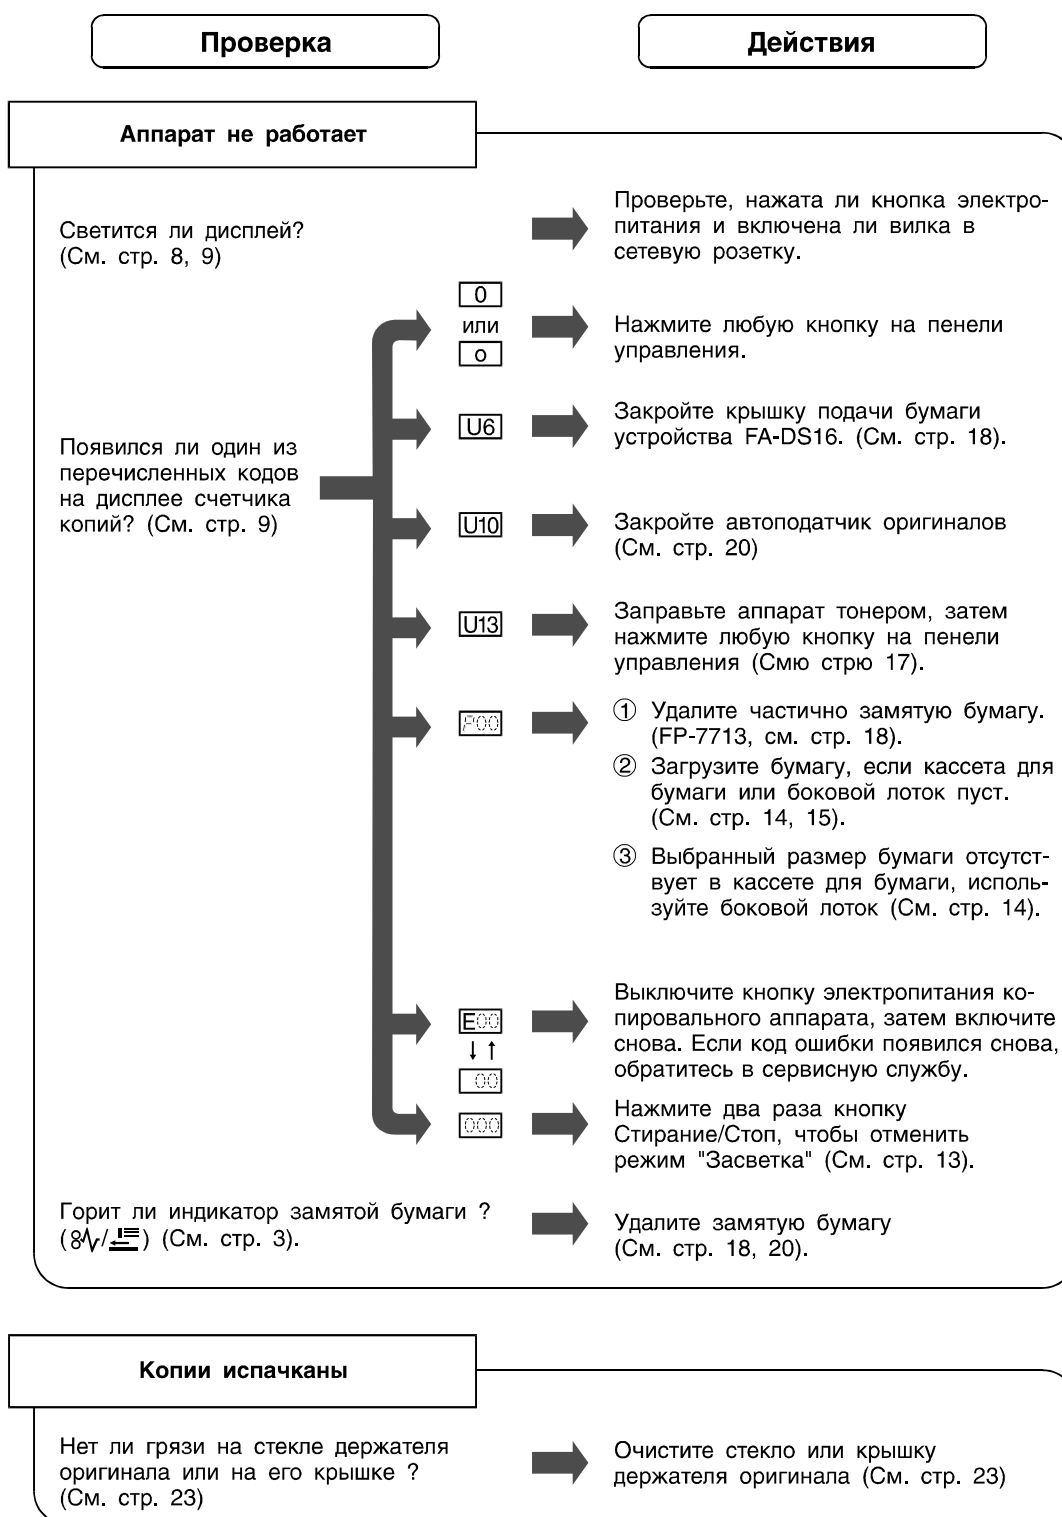 Проверка
Действия
Аппарат не работает
Светится ли дисплей?
(См. стр. 8, 9)
Проверьте, нажата ли кнопка электро-
питания и включена ли вилка в
сетевую розетку.
Появился ли один из
перечисленных кодов
на дисплее счетчика
копий? (См. стр. 9)
0
или
o
Нажмите любую кнопку на пенели
управления.
U6
Закройте крышку подачи бумаги
устройства FA-DS16. (См. стр. 18).
U10
Закройте автоподатчик оригиналов
(См. стр. 20)
U13
Заправьте аппарат тонером, затем
нажмите любую кнопку на пенели
управления (Смю стрю 17).
P00
① Удалите частично замятую бумагу.
(FP-7713, см. стр. 18).
② Загрузите бумагу, если кассета для
бумаги или боковой лоток пуст.
(См. стр. 14, 15).
③ Выбранный размер бумаги отсутст-
вует в кассете для бумаги, исполь-
зуйте боковой лоток (См. стр. 14).
E00
↓ ↑
00
Выключите кнопку электропитания ко-
пировального аппарата, затем включите
снова. Если код ошибки появился снова,
обратитесь в сервисную службу.
000
Нажмите два раза кнопку
Стирание/Стоп, чтобы отменить
режим "Засветка" (См. стр. 13).
Горит ли индикатор замятой бумаги ?
( / ) (См. стр. 3).
Удалите замятую бумагу
(См. стр. 18, 20).
Копии испачканы
Нет ли грязи на стекле держателя
оригинала или на его крышке ?
(См. стр. 23)
Очистите стекло или крышку
держателя оригинала (См. стр. 23)